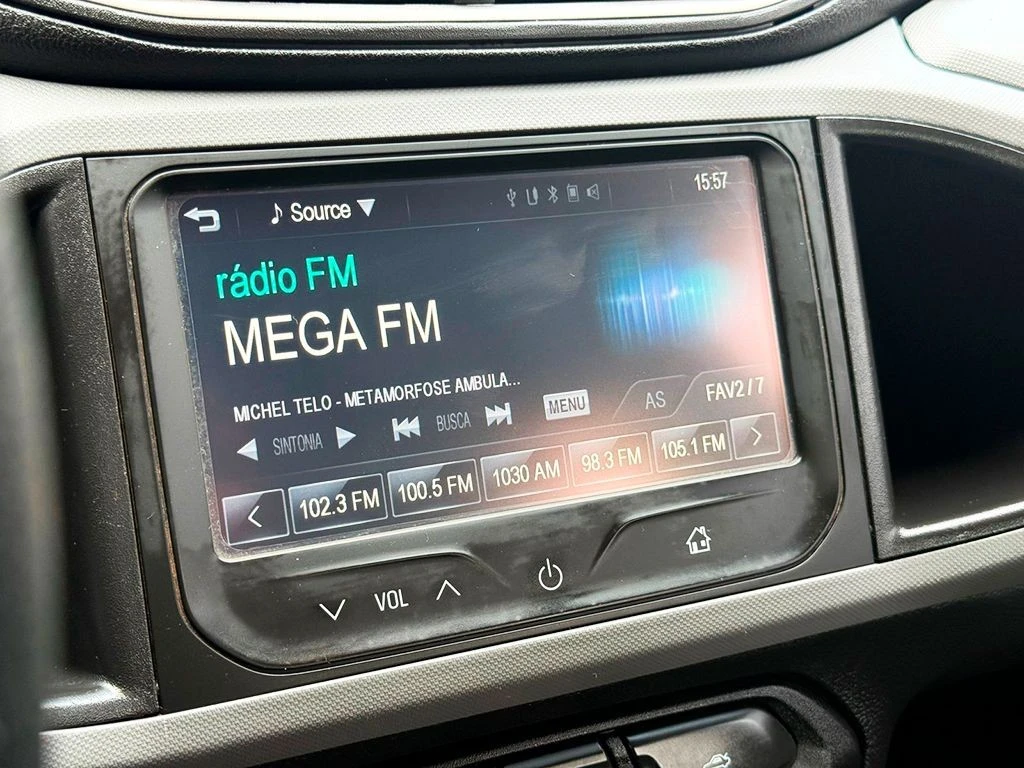 Source 15:57
rádio FM
MEGA FM
MICHEL TELO - METAMORFOSE AMBULA...
SINTONIA BUSCA MENU AS FAV2/7
102.3 FM 100.5 FM 1030 AM 98.3 FM 105.1 FM
VOL